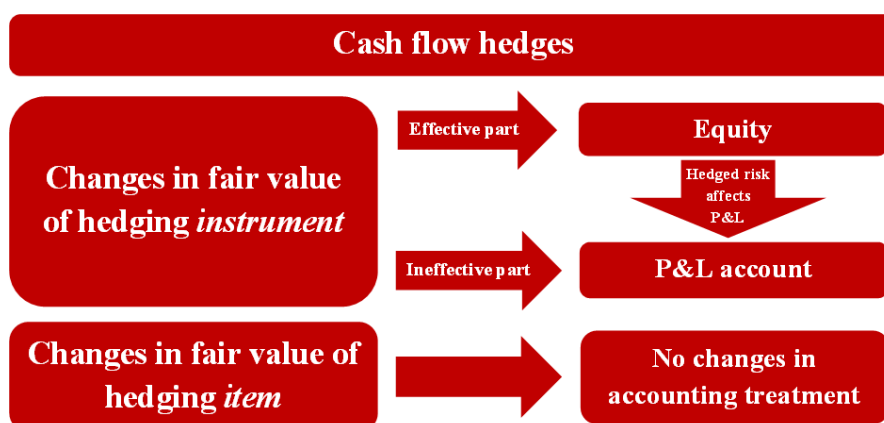 Cash flow hedges
Changes in fair value
of hedging instrument
Effective part
Equity
Hedged risk
affects
P&L
Ineffective part
P&L account
Changes in fair value of
hedging item
No changes in
accounting treatment